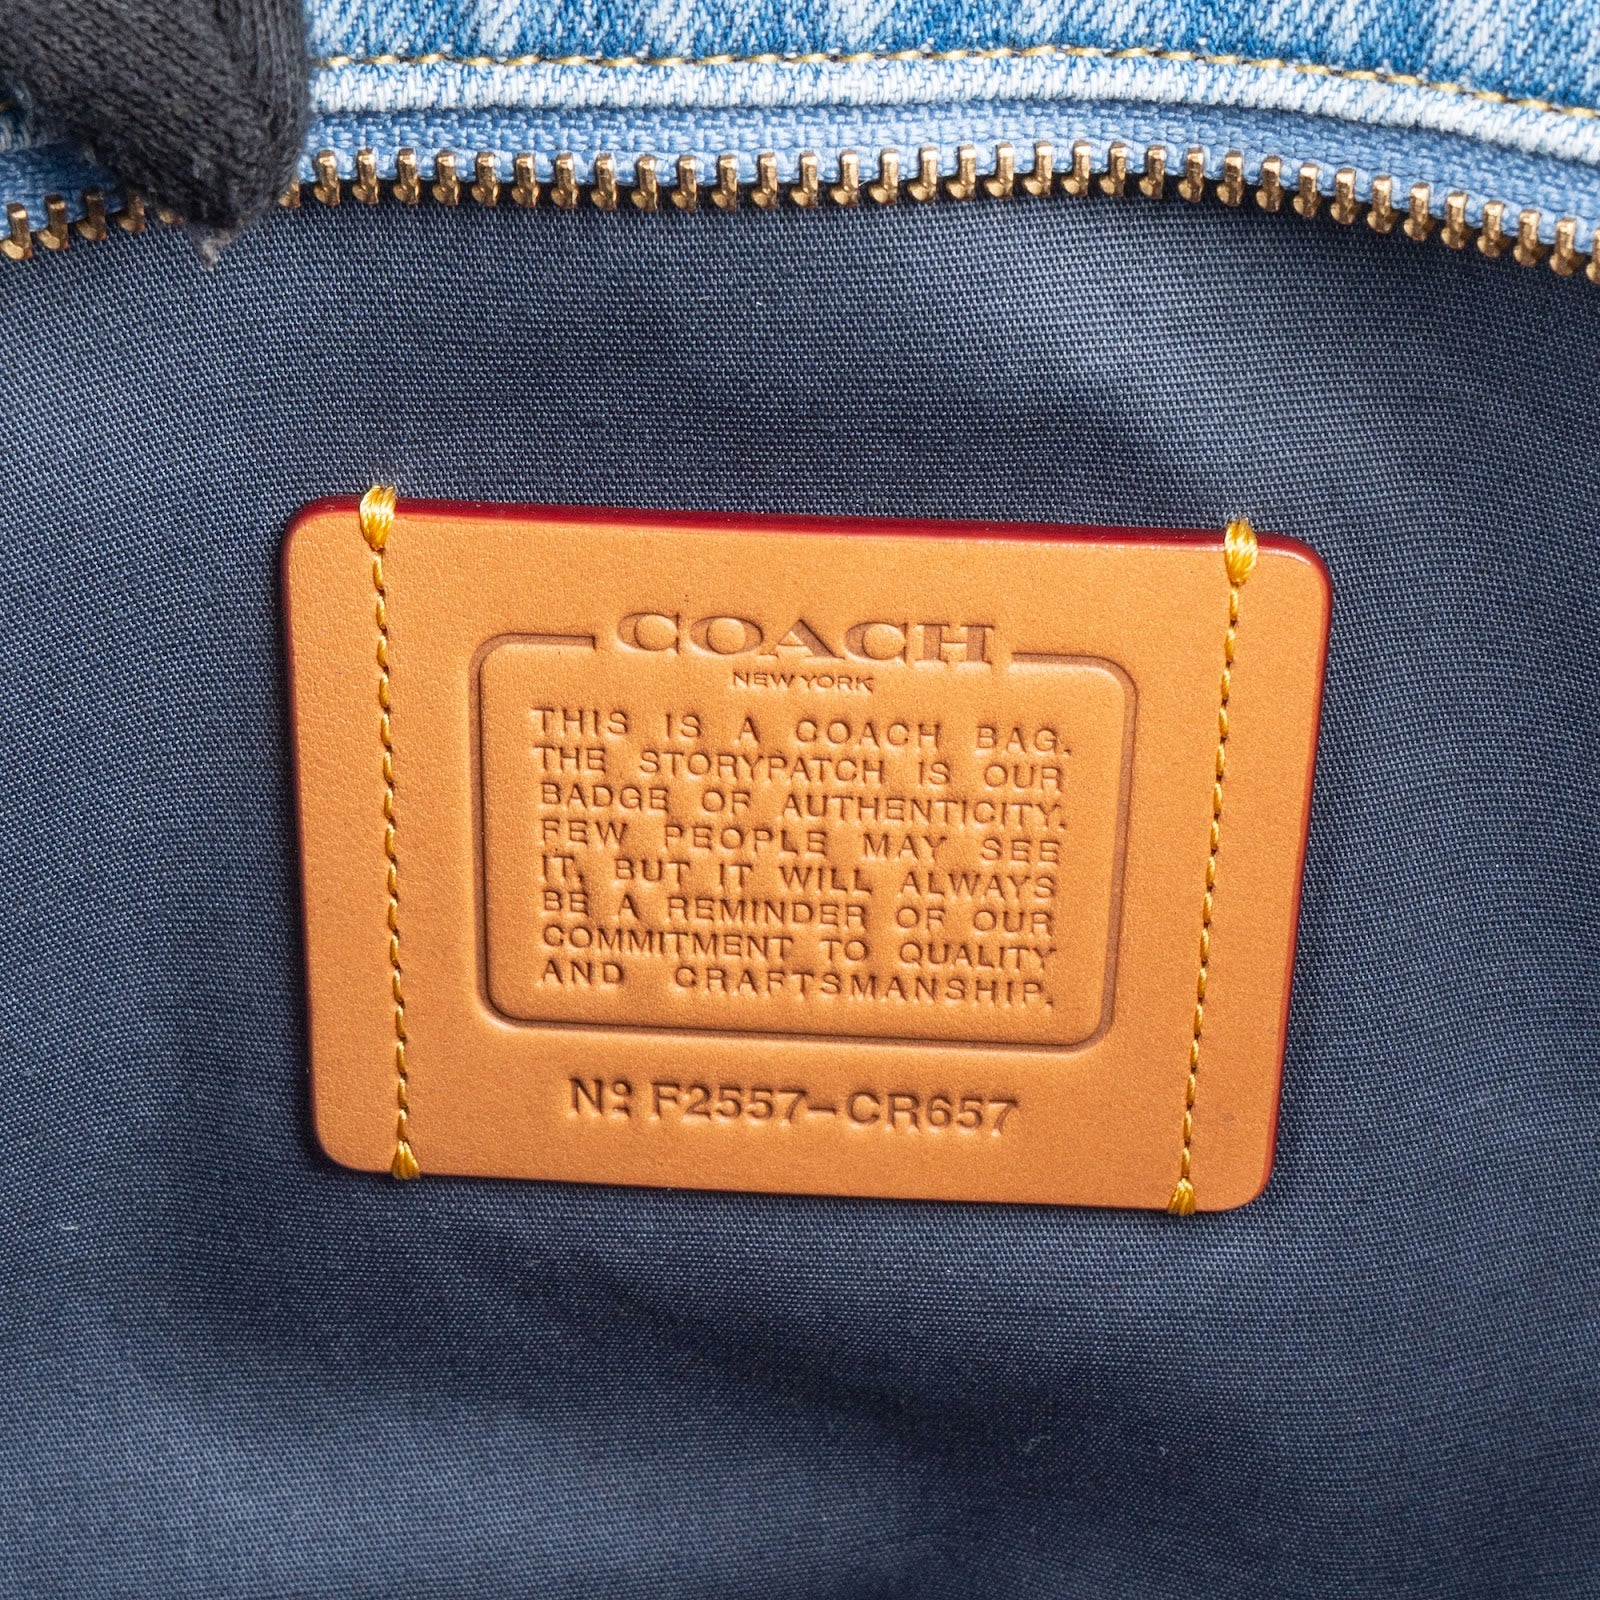 COACH
NEW YORK
THIS IS A COACH BAG.
THE STORYPATCH IS OUR
BADGE OF AUTHENTICITY.
FEW PEOPLE MAY SEE
IT, BUT IT WILL ALWAYS
BE A REMINDER OF OUR
COMMITMENT TO QUALITY
AND CRAFTSMANSHIP.
Nº F2557-CR657